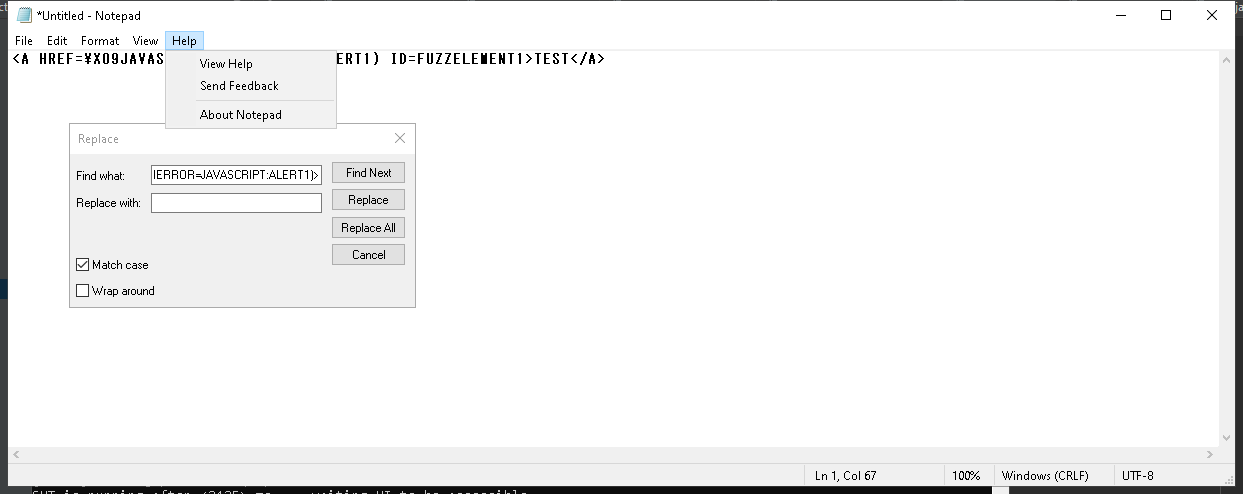 *Untitled - Notepad
File Edit Format View Help
<A HREF=¥X09JAVAS ERT1) ID=FUZZELEMENT1>TEST</A>
View Help
Send Feedback
About Notepad
Replace
Find what: IERROR=JAVASCRIPT:ALERT1)> Find Next
Replace with: Replace
Replace All
Cancel
Match case
Wrap around
Ln 1, Col 67 100% Windows (CRLF) UTF-8